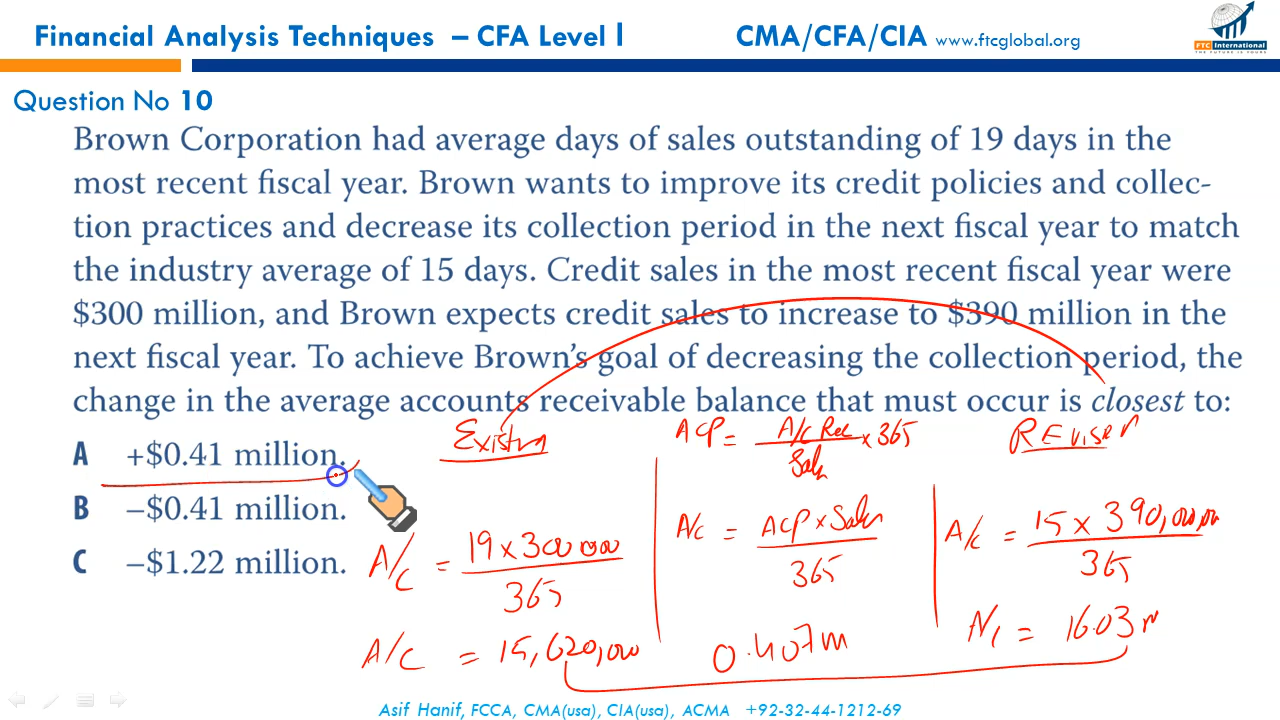 Financial Analysis Techniques – CFA Level I CMA/CFA/CIA www.ftcglobal.org
FTC International
Question No 10
Brown Corporation had average days of sales outstanding of 19 days in the
most recent fiscal year. Brown wants to improve its credit policies and collec-
tion practices and decrease its collection period in the next fiscal year to match
the industry average of 15 days. Credit sales in the most recent fiscal year were
$300 million, and Brown expects credit sales to increase to $390 million in the
next fiscal year. To achieve Brown's goal of decreasing the collection period, the
change in the average accounts receivable balance that must occur is closest to:
A +$0.41 million.
B –$0.41 million.
C –$1.22 million.
ACP = A/C Rec / Sales × 365
A/C = 19 × 300 000 / 365
A/C = 15,620,000
A/C = ACP × Sales / 365
0.407m
A/C = 15 × 390,000,00 / 365
= 16.03 m
Asif Hanif, FCCA, CMA(usa), CIA(usa), ACMA +92-32-44-1212-69